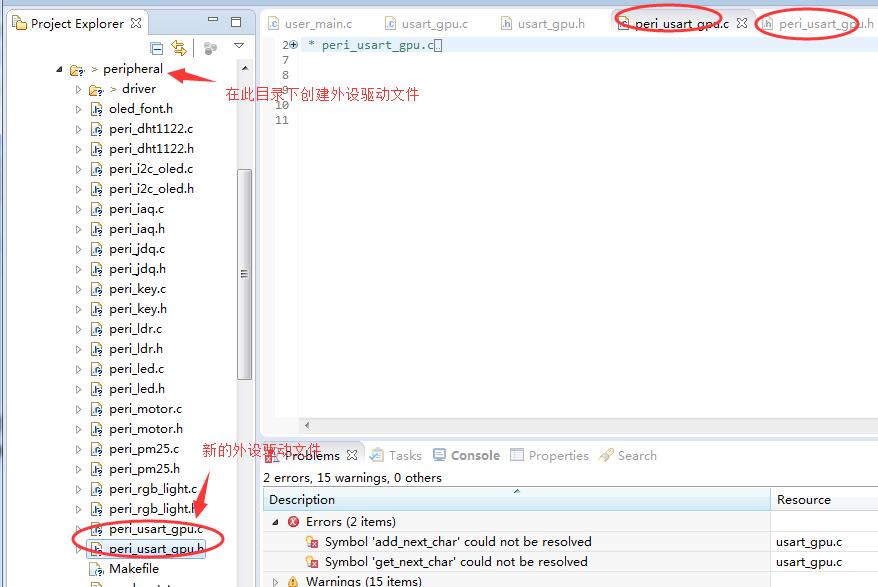 Project Explorer
> peripheral
> driver
oled_font.h
peri_dht1122.c
peri_dht1122.h
peri_i2c_oled.c
peri_i2c_oled.h
peri_iaq.c
peri_iaq.h
peri_jdq.c
peri_jdq.h
peri_key.c
peri_key.h
peri_ldr.c
peri_ldr.h
peri_led.c
peri_led.h
peri_motor.c
peri_motor.h
peri_pm25.c
peri_pm25.h
peri_rgb_light.c
peri_rgb_light.h
peri_usart_gpu.c
peri_usart_gpu.h
Makefile
在此目录下创建外设驱动文件
新的外设驱动文件
user_main.c usart_gpu.c usart_gpu.h peri_usart_gpu.c peri_usart_gpu.h
2 * peri_usart_gpu.c
7
8
10
11
Problems Tasks Console Properties Search
2 errors, 15 warnings, 0 others
Description Resource
Errors (2 items)
Symbol 'add_next_char' could not be resolved usart_gpu.c
Symbol 'get_next_char' could not be resolved usart_gpu.c
Warnings (15 items)